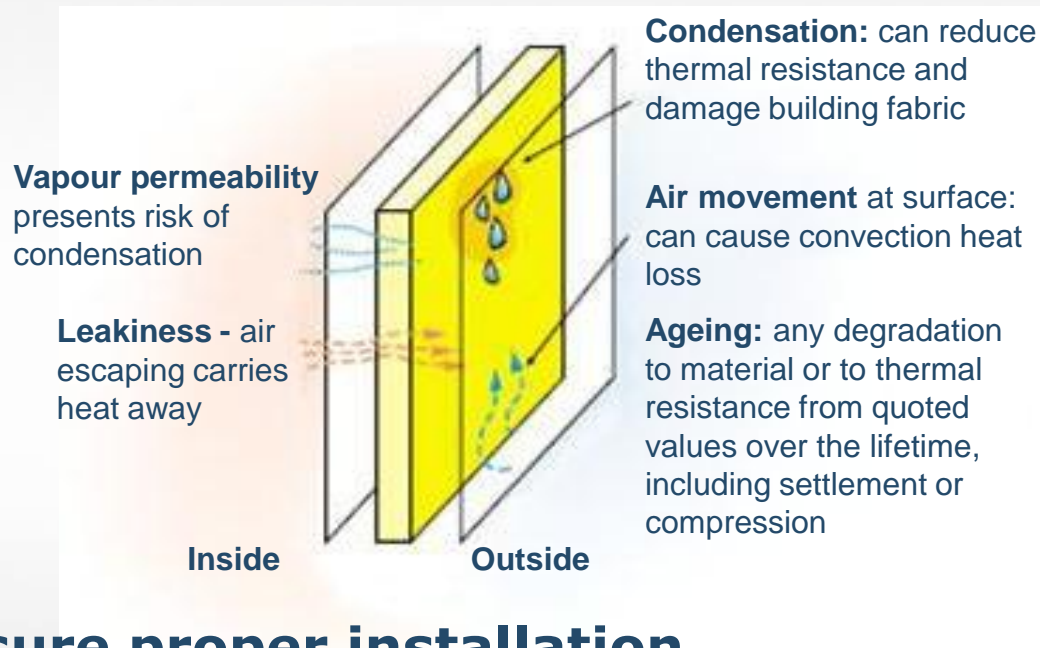 Condensation: can reduce
thermal resistance and
damage building fabric
Vapour permeability
presents risk of
condensation
Air movement at surface:
can cause convection heat
loss
Leakiness - air
escaping carries
heat away
Ageing: any degradation
to material or to thermal
resistance from quoted
values over the lifetime,
including settlement or
compression
Inside
Outside
proper installation